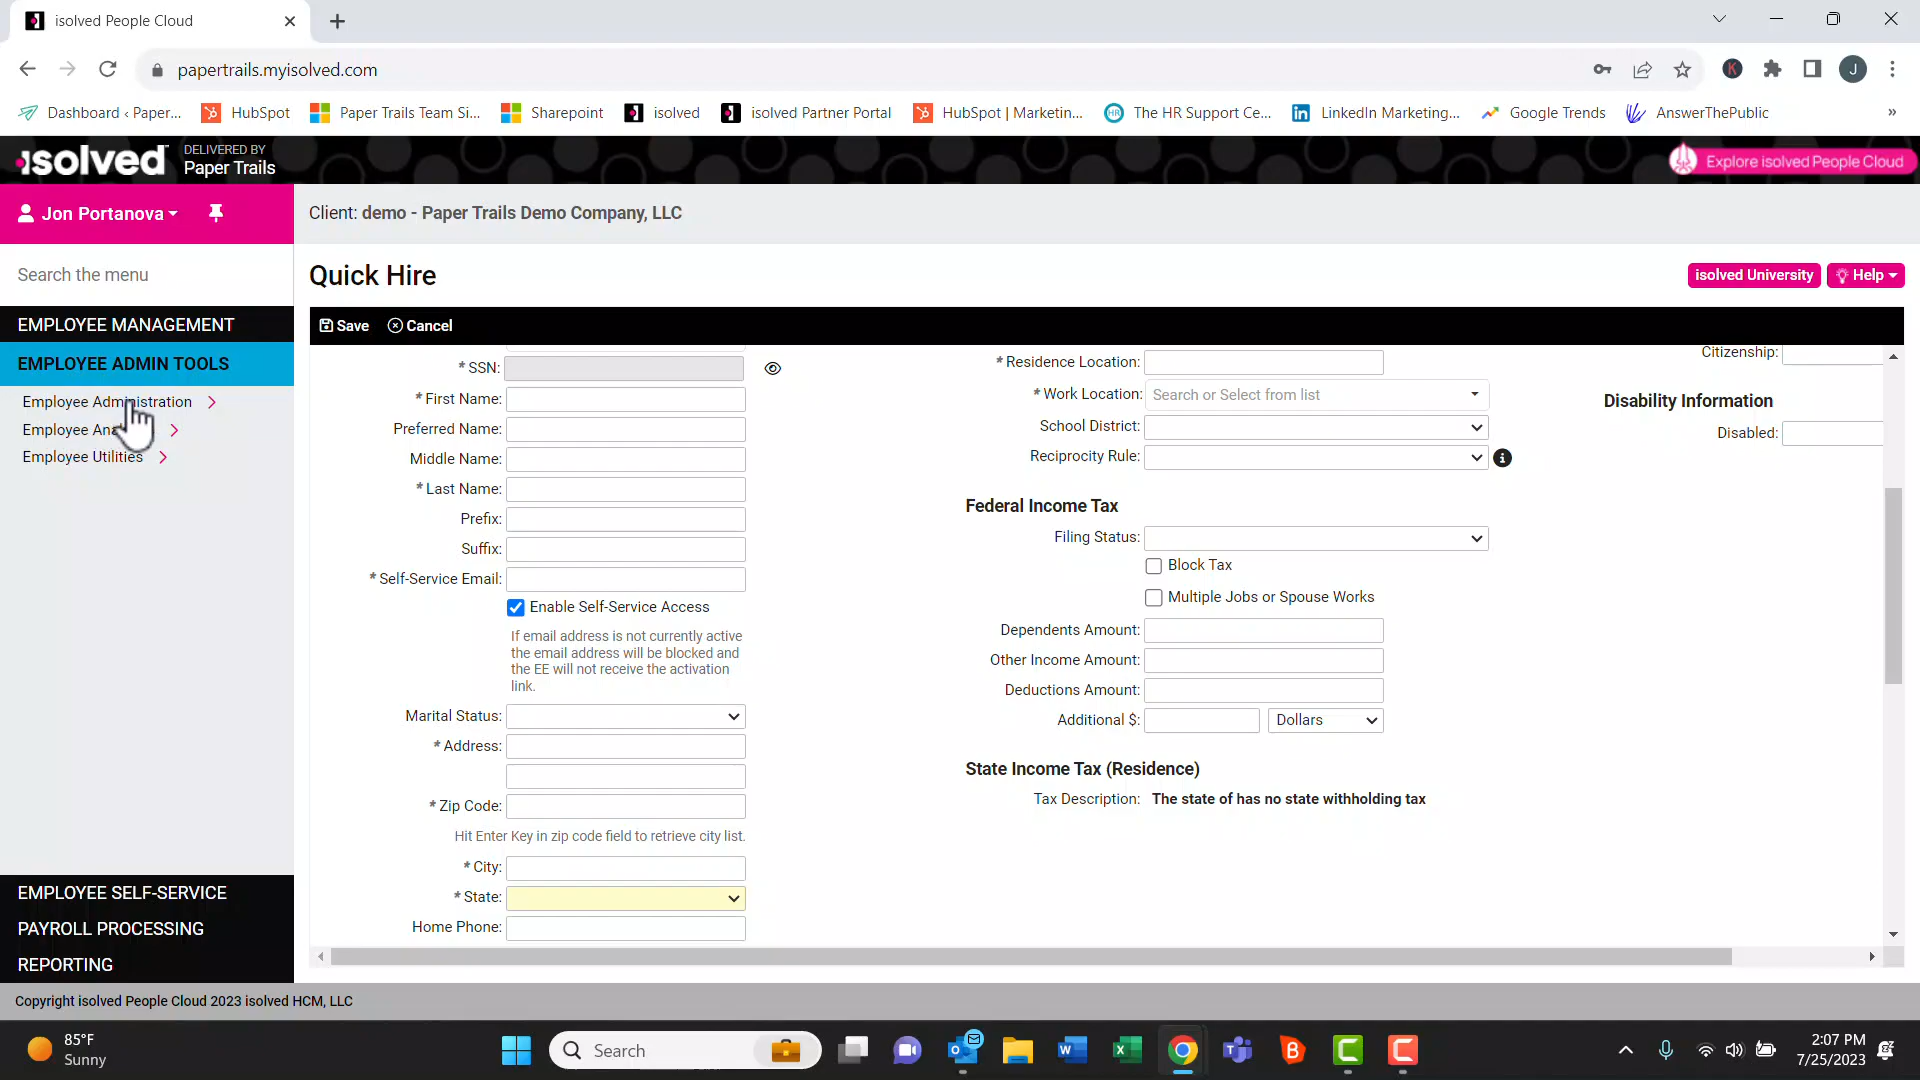 isolved People Cloud
papertrails.myisolved.com
J
Dashboard ‹ Paper...
HubSpot
Paper Trails Team Si...
Sharepoint
isolved
isolved Partner Portal
HubSpot | Marketin...
The HR Support Ce...
LinkedIn Marketing...
Google Trends
AnswerThePublic
»
isolved
DELIVERED BY
Paper Trails
Explore isolved People Cloud
Jon Portanova
Client: demo - Paper Trails Demo Company, LLC
Search the menu
Quick Hire
isolved University
Help
EMPLOYEE MANAGEMENT
EMPLOYEE ADMIN TOOLS
Employee Administration
Employee Ana
Employee Utilities
EMPLOYEE SELF-SERVICE
PAYROLL PROCESSING
REPORTING
Save
Cancel
* SSN:
* First Name:
Preferred Name:
Middle Name:
* Last Name:
Prefix:
Suffix:
* Self-Service Email:
Enable Self-Service Access
If email address is not currently active
the email address will be blocked and
the EE will not receive the activation
link.
Marital Status:
* Address:
* Zip Code:
Hit Enter Key in zip code field to retrieve city list.
* City:
* State:
Home Phone:
* Residence Location:
* Work Location: Search or Select from list
School District:
Reciprocity Rule:
Federal Income Tax
Filing Status:
Block Tax
Multiple Jobs or Spouse Works
Dependents Amount:
Other Income Amount:
Deductions Amount:
Additional $: Dollars
State Income Tax (Residence)
Tax Description: The state of has no state withholding tax
Citizenship:
Disability Information
Disabled:
Copyright isolved People Cloud 2023 isolved HCM, LLC
85°F
Sunny
Search
2:07 PM
7/25/2023